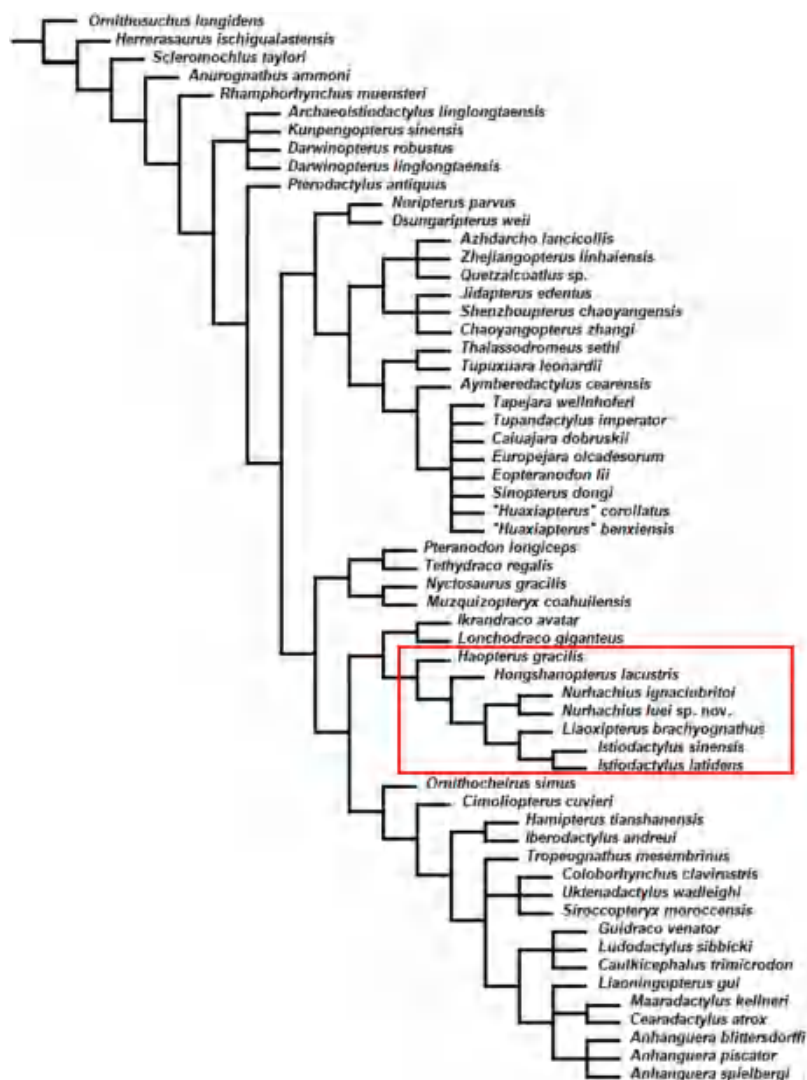 Ornithosuchus longidens
Herrerasaurus ischigualastensis
Scleromochlus taylori
Anurognathus ammoni
Rhamphorhynchus muensteri
Archaeoistiodactylus linglongtaensis
Kunpengopterus sinensis
Darwinopterus robustus
Darwinopterus linglongtaensis
Pterodactylus antiquus
Noripterus parvus
Dsungaripterus weii
Azhdarcho lancicollis
Zhejiangopterus linhaiensis
Quetzalcoatlus sp.
Jidapterus edentus
Shenzhoupterus chaoyangensis
Chaoyangopterus zhangi
Thalassodromeus sethi
Tupuxuara leonardii
Aymberedactylus cearensis
Tapejara wellnhoferi
Tupandactylus imperator
Caiuajara dobruskii
Europejara olcadesorum
Eopteranodon lii
Sinopterus dongi
"Huaxiapterus" corollatus
"Huaxiapterus" benxiensis
Pteranodon longiceps
Tethydraco regalis
Nyctosaurus gracilis
Muzquizopteryx coahuilensis
Ikrandraco avatar
Lonchodraco giganteus
Haopterus gracilis
Hongshanopterus lacustris
Nurhachius ignaciobritoi
Nurhachius luei sp. nov.
Liaoxipterus brachyognathus
Istiodactylus sinensis
Istiodactylus latidens
Ornithocheirus simus
Cimoliopterus cuvieri
Hamipterus tianshanensis
Iberodactylus andreui
Tropeognathus mesembrinus
Coloborhynchus clavirostris
Uktenadactylus wadleighi
Siroccopteryx moroccensis
Guidraco venator
Ludodactylus sibbicki
Caulkicephalus trimicrodon
Liaoningopterus gui
Maaradactylus kellneri
Cearadactylus atrox
Anhanguera blittersdorffi
Anhanguera piscator
Anhanguera spielbergi